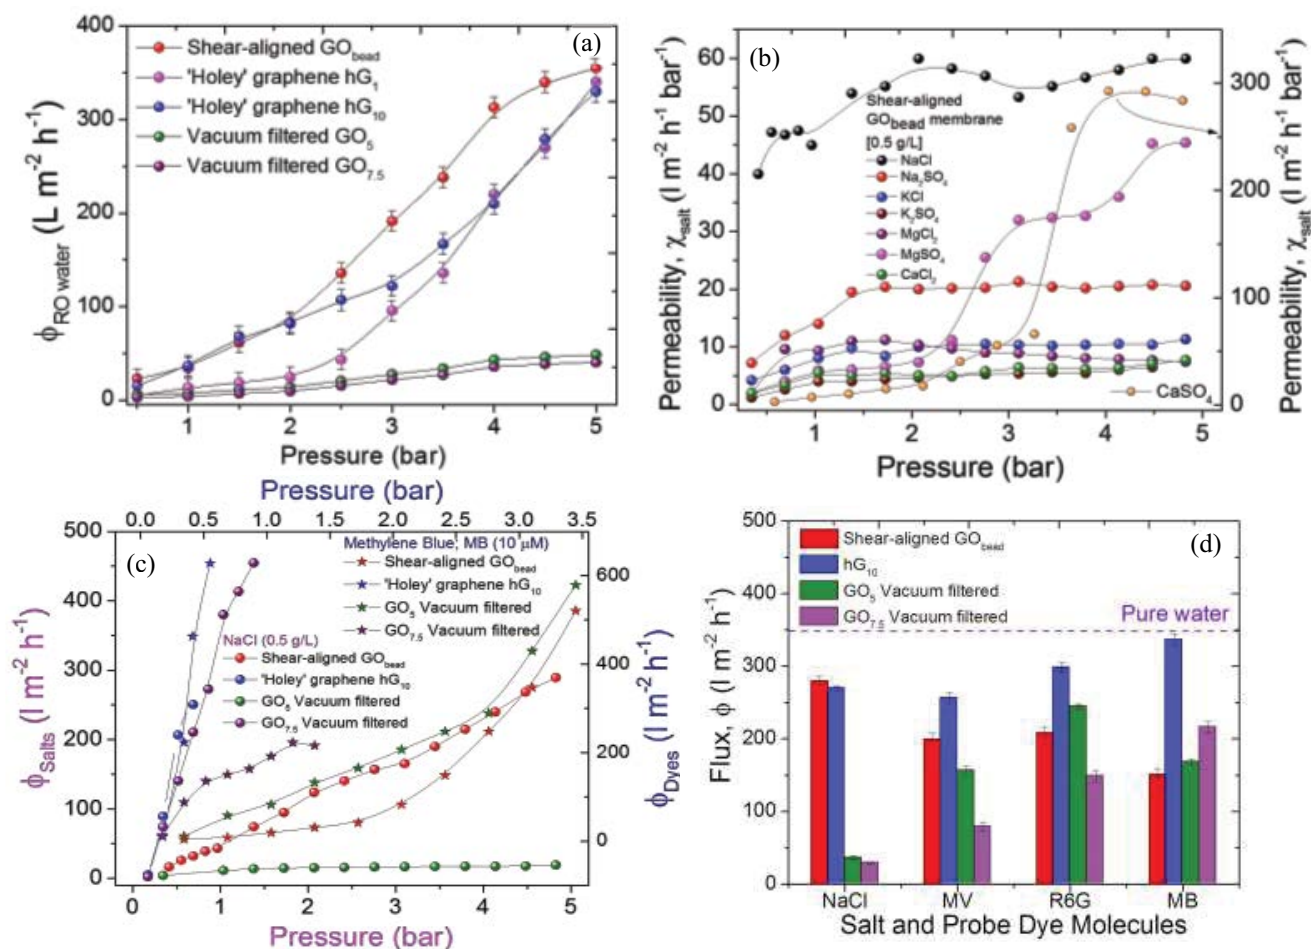 (a)
400
300
200
100
0
ϕRO water (L m⁻² h⁻¹)
Shear-aligned GObead
'Holey' graphene hG1
'Holey' graphene hG10
Vacuum filtered GO5
Vacuum filtered GO7.5
1 2 3 4 5
Pressure (bar)
(b)
60
50
40
30
20
10
0
Permeability, χsalt (l m⁻² h⁻¹ bar⁻¹)
Shear-aligned
GObead membrane
[0.5 g/L]
NaCl
Na2SO4
KCl
K2SO4
MgCl2
MgSO4
CaCl2
CaSO4
300
200
100
0
Permeability, χsalt (l m⁻² h⁻¹ bar⁻¹)
0 1 2 3 4 5
Pressure (bar)
Pressure (bar)
0.0 0.5 1.0 1.5 2.0 2.5 3.0 3.5
(c)
500
450
400
350
300
250
200
150
100
50
0
ϕSalts (l m⁻² h⁻¹)
Methylene Blue; MB (10 μM)
Shear-aligned GObead
'Holey' graphene hG10
GO5 Vacuum filtered
GO7.5 Vacuum filtered
NaCl (0.5 g/L)
Shear-aligned GObead
'Holey' graphene hG10
GO5 Vacuum filtered
GO7.5 Vacuum filtered
600
400
200
0
ϕDyes (l m⁻² h⁻¹)
0 1 2 3 4 5
Pressure (bar)
(d)
500
400
300
200
100
0
Flux, ϕ (l m⁻² h⁻¹)
Shear-aligned GObead
hG10
GO5 Vacuum filtered
GO7.5 Vacuum filtered
Pure water
NaCl MV R6G MB
Salt and Probe Dye Molecules